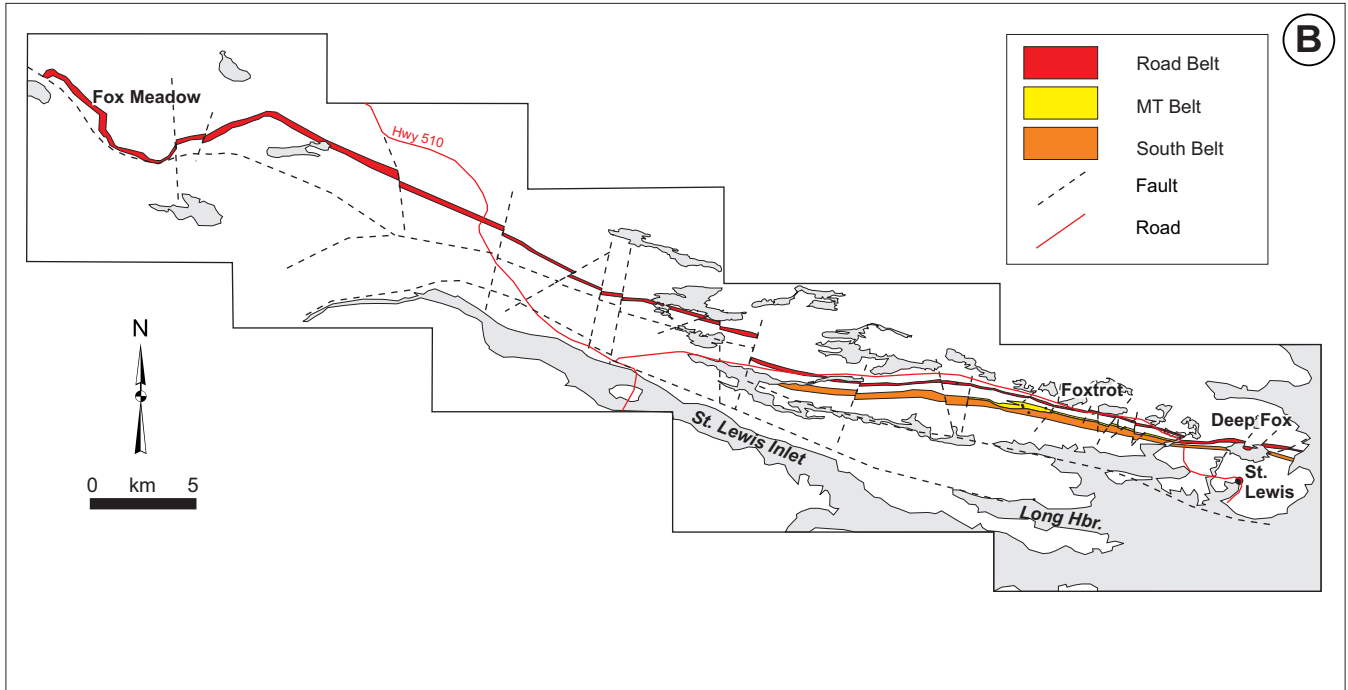 B
Road Belt
MT Belt
South Belt
Fault
Road
Fox Meadow
Hwy 510
N
0 km 5
Foxtrot
Deep Fox
St. Lewis Inlet
St.
Lewis
Long Hbr.